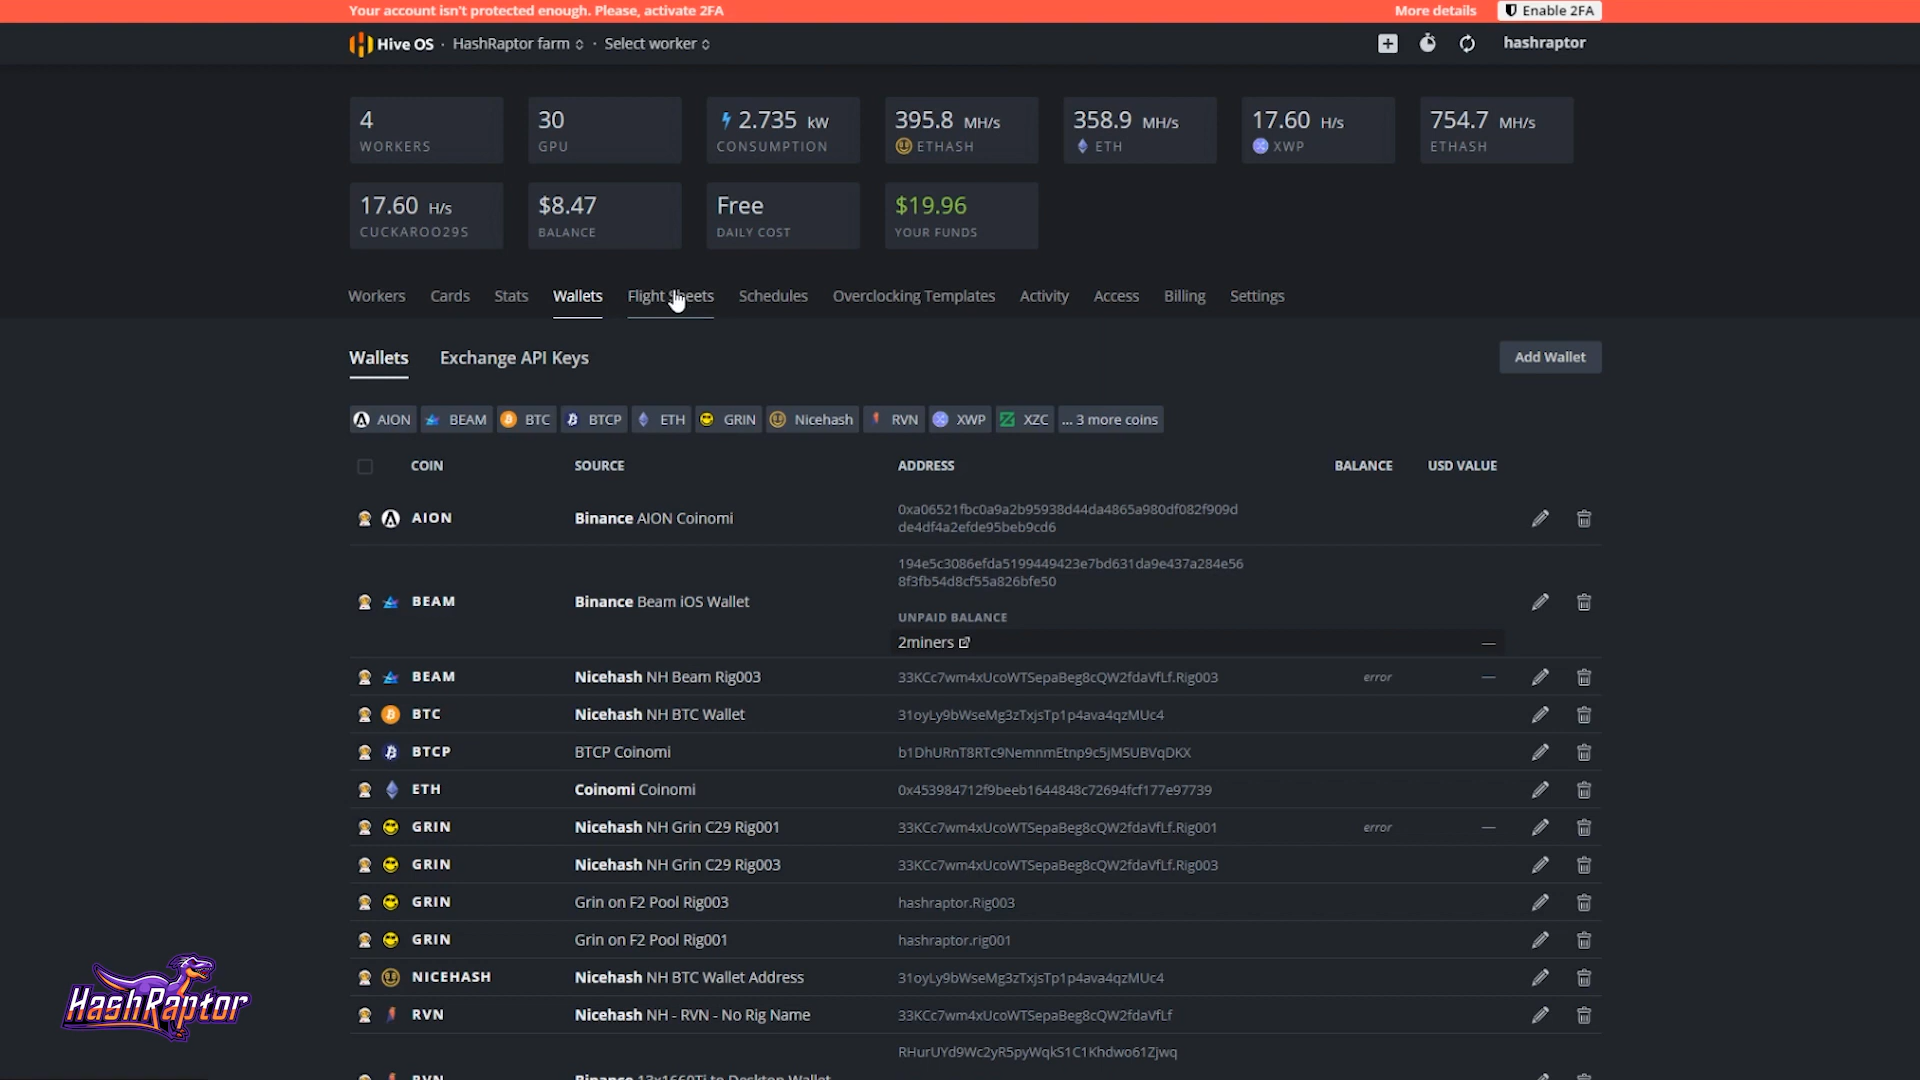 Your account isn't protected enough. Please, activate 2FA
More details
Enable 2FA
Hive OS · HashRaptor farm · Select worker
hashraptor
4
WORKERS
30
GPU
2.735 kW
CONSUMPTION
395.8 MH/s
ETHASH
358.9 MH/s
ETH
17.60 H/s
XWP
754.7 MH/s
ETHASH
17.60 H/s
CUCKAROO29S
$8.47
BALANCE
Free
DAILY COST
$19.96
YOUR FUNDS
Workers Cards Stats Wallets Flight Sheets Schedules Overclocking Templates Activity Access Billing Settings
Wallets Exchange API Keys Add Wallet
AION BEAM BTC BTCP ETH GRIN Nicehash RVN XWP XZC ... 3 more coins
COIN SOURCE ADDRESS BALANCE USD VALUE
AION Binance AION Coinomi 0xa06521fbc0a9a2b95938d44da4865a980df082f909d
de4df4a2efde95beb9cd6
194e5c3086efda5199449423e7bd631da9e437a284e56
8f3fb54d8cf55a826bfe50
BEAM Binance Beam iOS Wallet
UNPAID BALANCE
2miners —
BEAM Nicehash NH Beam Rig003 33KCc7wm4xUcoWTSepaBeg8cQW2fdaVfLf.Rig003 error —
BTC Nicehash NH BTC Wallet 31oyLy9bWseMg3zTxjsTp1p4ava4qzMUc4
BTCP BTCP Coinomi b1DhURnT8RTc9NemnmEtnp9c5jMSUBVqDKX
ETH Coinomi Coinomi 0x453984712f9beeb1644848c72694fcf177e97739
GRIN Nicehash NH Grin C29 Rig001 33KCc7wm4xUcoWTSepaBeg8cQW2fdaVfLf.Rig001 error —
GRIN Nicehash NH Grin C29 Rig003 33KCc7wm4xUcoWTSepaBeg8cQW2fdaVfLf.Rig003
GRIN Grin on F2 Pool Rig003 hashraptor.Rig003
GRIN Grin on F2 Pool Rig001 hashraptor.rig001
NICEHASH Nicehash NH BTC Wallet Address 31oyLy9bWseMg3zTxjsTp1p4ava4qzMUc4
RVN Nicehash NH - RVN - No Rig Name 33KCc7wm4xUcoWTSepaBeg8cQW2fdaVfLf
RHurUYd9Wc2yR5pyWqkS1C1Khdwo61Zjwq
RVN Binance 13x1660Ti to Desktop Wallet
HashRaptor